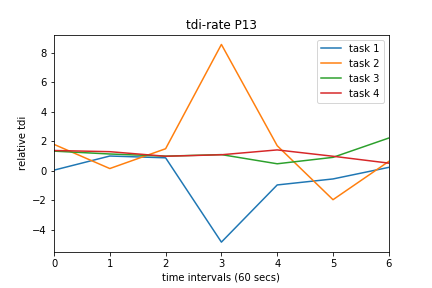 tdi-rate P13
task 1
task 2
task 3
task 4
relative tdi
8
6
4
2
0
−2
−4
0 1 2 3 4 5 6
time intervals (60 secs)